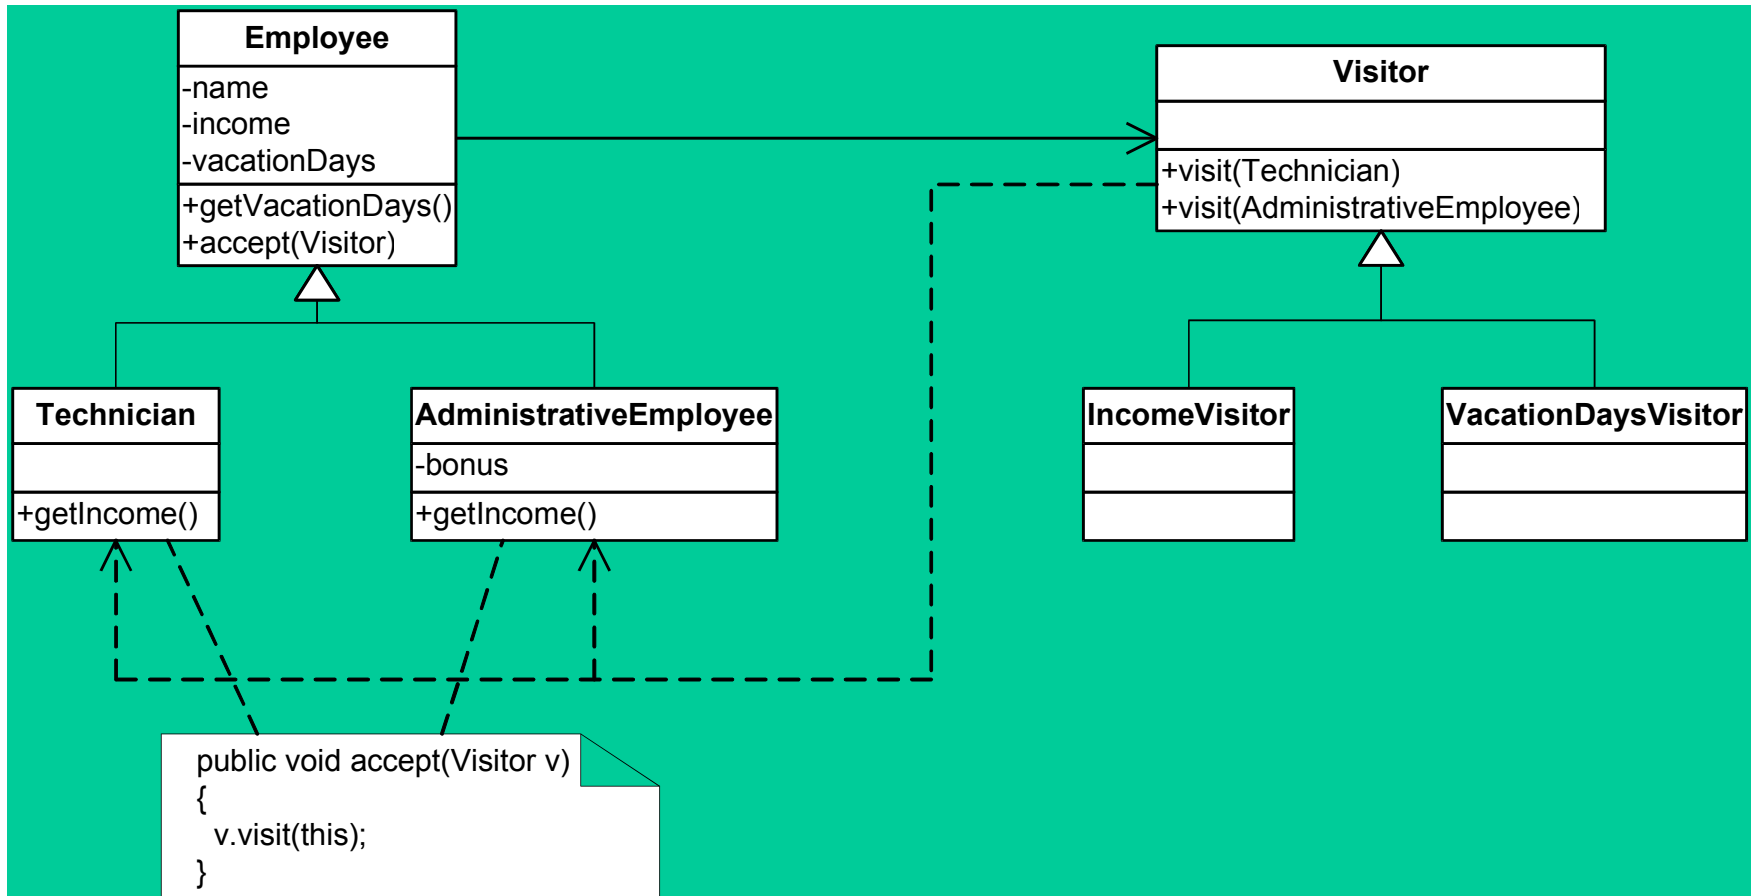 Employee
-name
-income
-vacationDays
+getVacationDays()
+accept(Visitor)
Visitor
+visit(Technician)
+visit(AdministrativeEmployee)
Technician
+getIncome()
AdministrativeEmployee
-bonus
+getIncome()
IncomeVisitor
VacationDaysVisitor
public void accept(Visitor v)
{
v.visit(this);
}